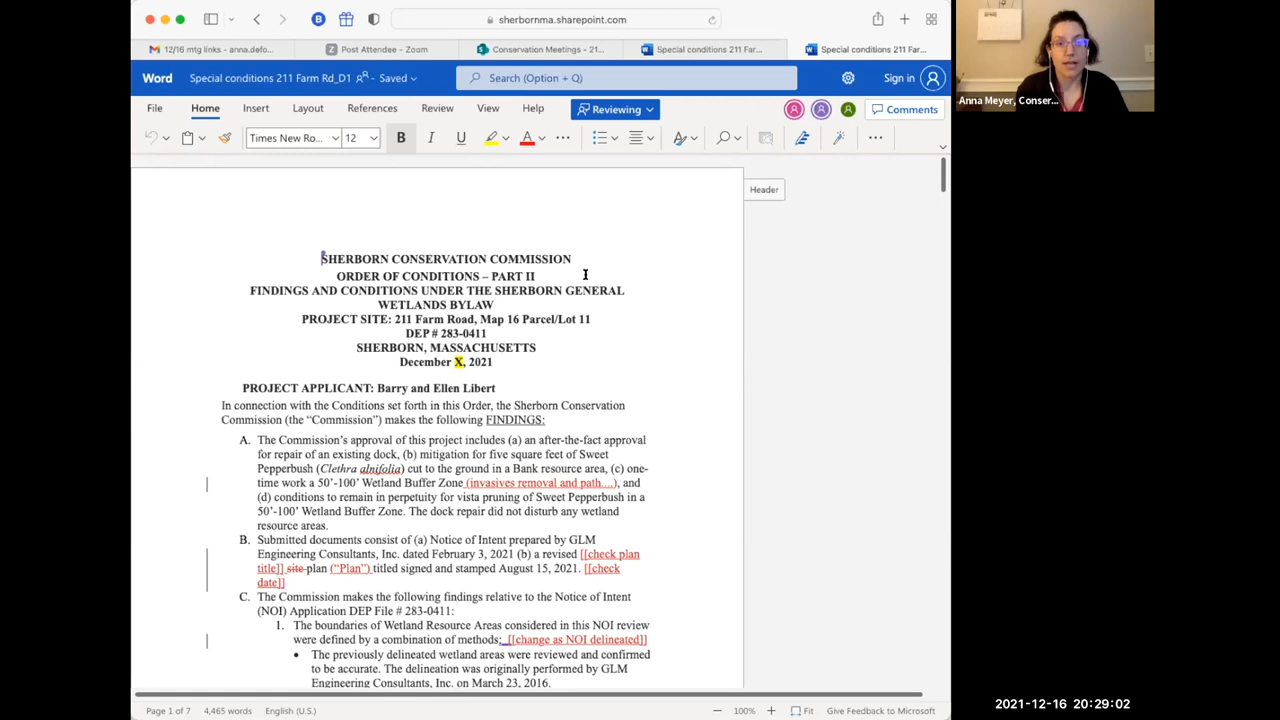 sherbornma.sharepoint.com
12/16 mtg links - anna.defo...
Post Attendee - Zoom
Conservation Meetings - 21...
Special conditions 211 Farm Ro...
Special conditions 211 Far...
Anna Meyer, Conser...
Word
Special conditions 211 Farm Rd_D1 - Saved
Search (Option + Q)
Sign in
File
Home
Insert
Layout
References
Review
View
Help
Reviewing
Comments
Times New Ro...
12
B
I
U
A
Header
SHERBORN CONSERVATION COMMISSION
ORDER OF CONDITIONS – PART II
FINDINGS AND CONDITIONS UNDER THE SHERBORN GENERAL
WETLANDS BYLAW
PROJECT SITE: 211 Farm Road, Map 16 Parcel/Lot 11
DEP # 283-0411
SHERBORN, MASSACHUSETTS
December X, 2021
PROJECT APPLICANT: Barry and Ellen Libert
In connection with the Conditions set forth in this Order, the Sherborn Conservation
Commission (the “Commission”) makes the following FINDINGS:
A. The Commission’s approval of this project includes (a) an after-the-fact approval
for repair of an existing dock, (b) mitigation for five square feet of Sweet
Pepperbush (Clethra alnifolia) cut to the ground in a Bank resource area, (c) one-
time work a 50’-100’ Wetland Buffer Zone (invasives removal and path....), and
(d) conditions to remain in perpetuity for vista pruning of Sweet Pepperbush in a
50’-100’ Wetland Buffer Zone. The dock repair did not disturb any wetland
resource areas.
B. Submitted documents consist of (a) Notice of Intent prepared by GLM
Engineering Consultants, Inc. dated February 3, 2021 (b) a revised [[check plan
title]] site plan (“Plan”) titled signed and stamped August 15, 2021. [[check
date]]
C. The Commission makes the following findings relative to the Notice of Intent
(NOI) Application DEP File # 283-0411:
1. The boundaries of Wetland Resource Areas considered in this NOI review
were defined by a combination of methods; [[change as NOI delineated]]
• The previously delineated wetland areas were reviewed and confirmed
to be accurate. The delineation was originally performed by GLM
Engineering Consultants, Inc. on March 23, 2016.
Page 1 of 7
4,465 words
English (U.S.)
100%
Fit
Give Feedback to Microsoft
2021-12-16 20:29:02